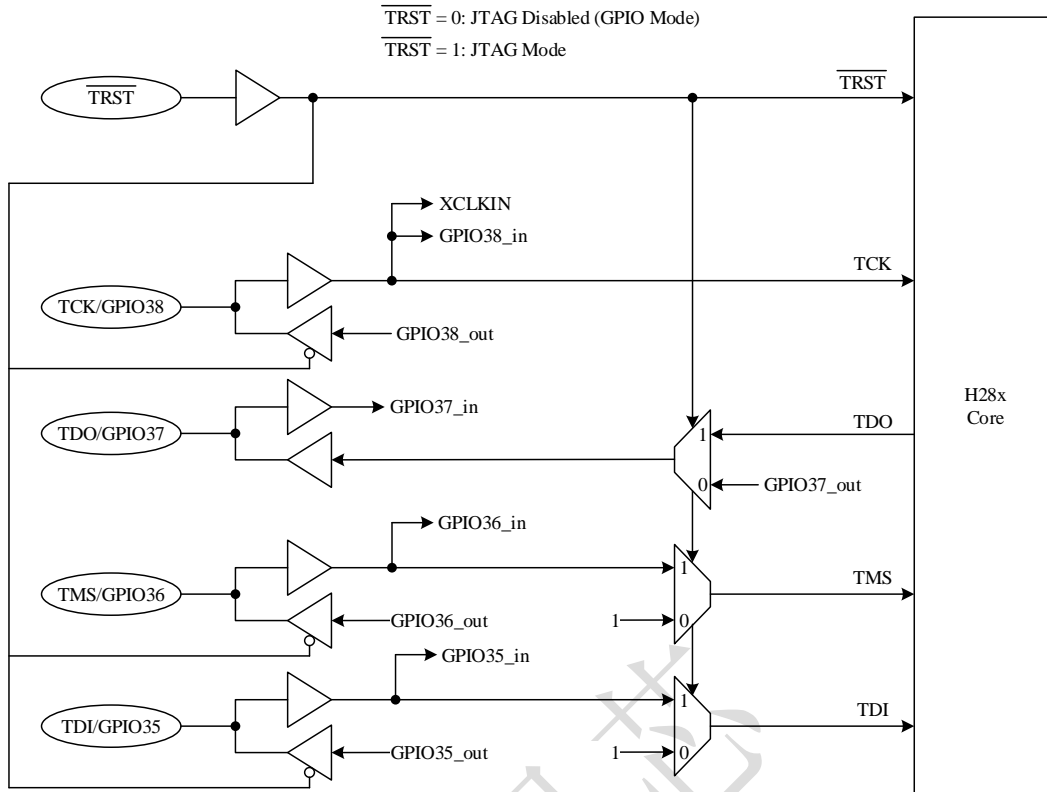 TRST = 0: JTAG Disabled (GPIO Mode)
TRST = 1: JTAG Mode
TRST
TRST
XCLKIN
GPIO38_in
TCK
TCK/GPIO38
GPIO38_out
GPIO37_in
H28x
Core
TDO/GPIO37
TDO
1
0
GPIO37_out
GPIO36_in
TMS/GPIO36
1
TMS
GPIO36_out
1
0
GPIO35_in
TDI/GPIO35
1
TDI
GPIO35_out
1
0